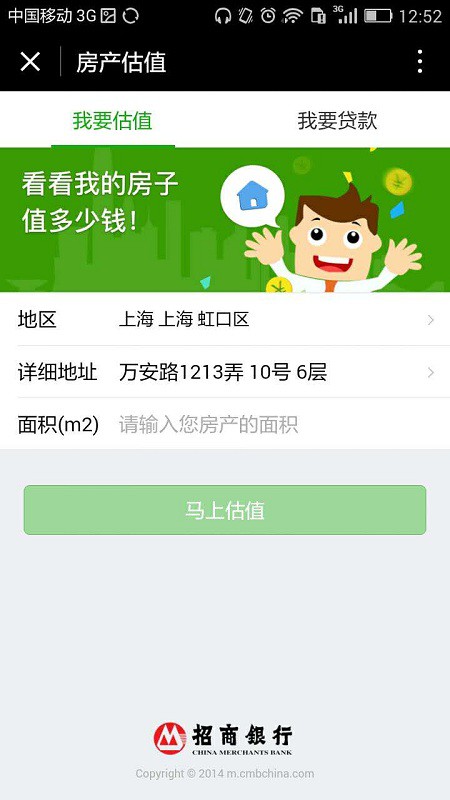 中国移动 3G
3G
12:52
房产估值
我要估值
我要贷款
看看我的房子
值多少钱！
地区
上海 上海 虹口区
详细地址
万安路1213弄 10号 6层
面积(m2)
请输入您房产的面积
马上估值
招商银行
CHINA MERCHANTS BANK
Copyright © 2014 m.cmbchina.com